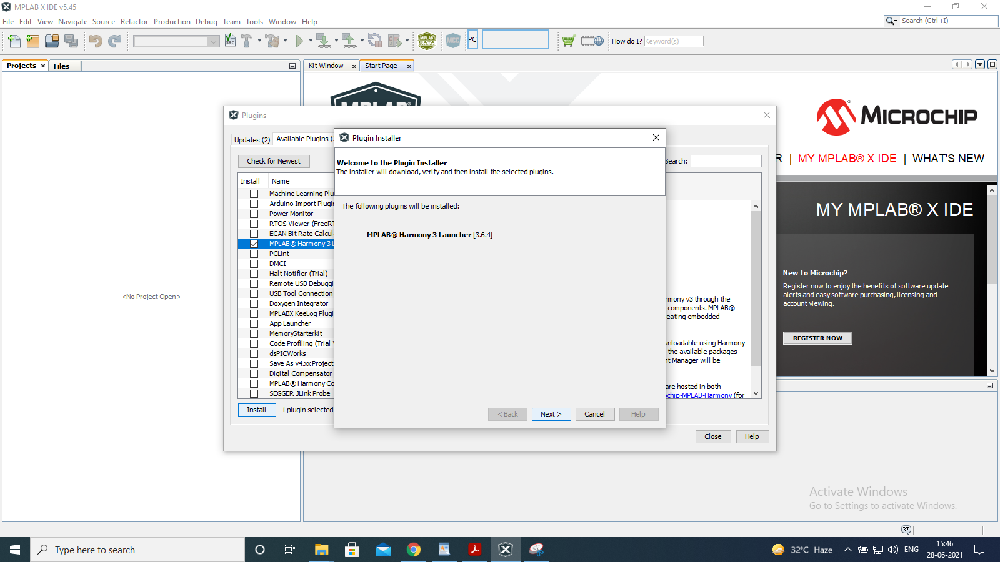 MPLAB X IDE v5.45
File Edit View Navigate Source Refactor Production Debug Team Tools Window Help
Search (Ctrl+I)
SRC
MPLAB
DATA
MCC
PC
How do I? Keyword(s)
Projects Files
Kit Window Start Page
<No Project Open>
MPLAB
MICROCHIP
R | MY MPLAB® X IDE | WHAT'S NEW
MY MPLAB® X IDE
New to Microchip?
Register now to enjoy the benefits of software update
alerts and easy software purchasing, licensing and
account viewing.
REGISTER NOW
Plugins
Updates (2) Available Plugins (
Check for Newest
Search:
Install Name
Machine Learning Plu
Arduino Import Plugin
Power Monitor
RTOS Viewer (FreeRT
ECAN Bit Rate Calcula
MPLAB® Harmony 3 L
PCLint
DMCI
Halt Notifier (Trial)
Remote USB Debuggi
USB Tool Connection
Doxygen Integrator
MPLABX KeeLoq Plugi
App Launcher
MemoryStarterkit
Code Profiling (Trial
dsPICWorks
Save As v4.xx Project
Digital Compensator
MPLAB® Harmony Co
SEGGER JLink Probe
rmony v3 through the
components. MPLAB®
eating embedded
wnloadable using Harmony
the available packages
nt Manager will be
are hosted in both
ochip-MPLAB-Harmony (for
Install 1 plugin selected
Close Help
Plugin Installer
Welcome to the Plugin Installer
The installer will download, verify and then install the selected plugins.
The following plugins will be installed:
MPLAB® Harmony 3 Launcher [3.6.4]
< Back Next > Cancel Help
Activate Windows
Go to Settings to activate Windows.
37
Type here to search
32°C Haze
ENG
15:46
28-06-2021